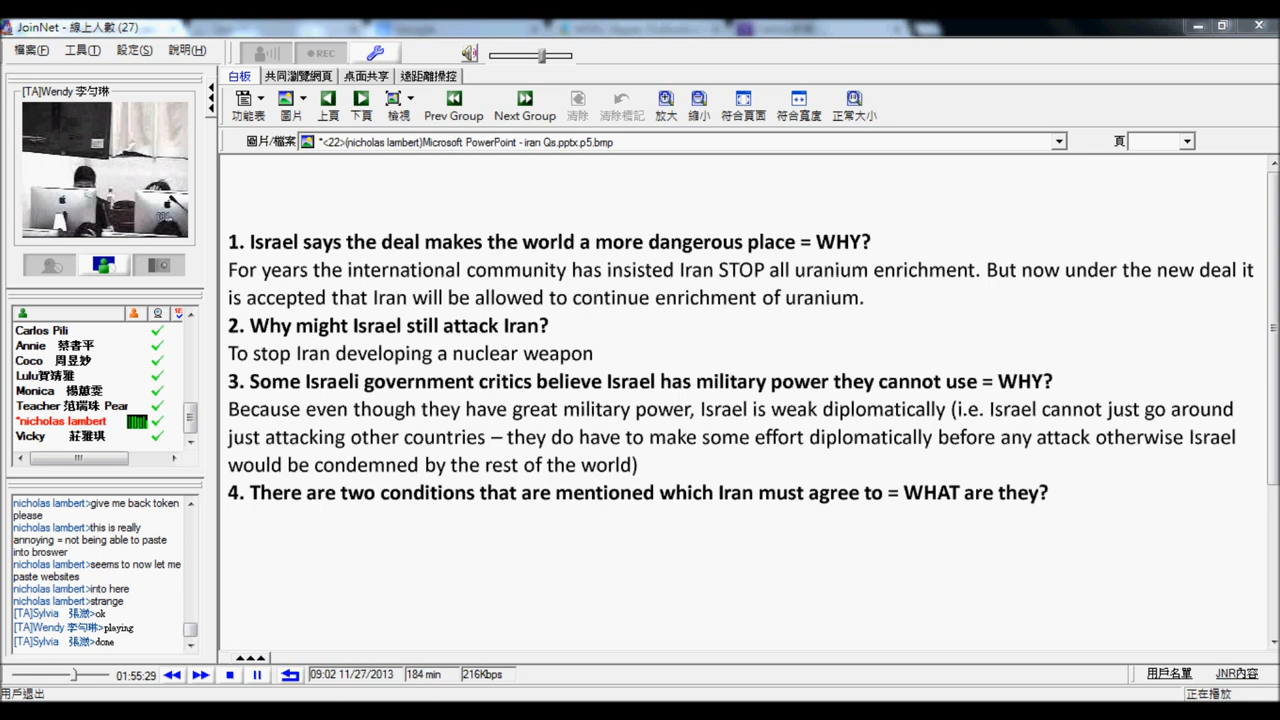 JoinNet - 線上人數 (27)
檔案(F) 工具(T) 設定(S) 說明(H)
REC
[TA]Wendy 李勻琳
白板 共同瀏覽網頁 桌面共享 遠距離操控
功能表 圖片 上頁 下頁 檢視 Prev Group Next Group 清除 清除標記 放大 縮小 符合頁面 符合寬度 正常大小
圖片/檔案 *<22>(nicholas lambert)Microsoft PowerPoint - iran Qs.pptx.p5.bmp 頁
1. Israel says the deal makes the world a more dangerous place = WHY?
For years the international community has insisted Iran STOP all uranium enrichment. But now under the new deal it
is accepted that Iran will be allowed to continue enrichment of uranium.
2. Why might Israel still attack Iran?
To stop Iran developing a nuclear weapon
3. Some Israeli government critics believe Israel has military power they cannot use = WHY?
Because even though they have great military power, Israel is weak diplomatically (i.e. Israel cannot just go around
just attacking other countries – they do have to make some effort diplomatically before any attack otherwise Israel
would be condemned by the rest of the world)
4. There are two conditions that are mentioned which Iran must agree to = WHAT are they?
Carlos Pili
Annie 蔡書平
Coco 周昱妙
Lulu賀靖雅
Monica 楊蕙雯
Teacher 范瑞珠 Pear
*nicholas lambert
Vicky 莊雅琪
nicholas lambert>give me back token
please
nicholas lambert>this is really
annoying = not being able to paste
into broswer
nicholas lambert>seems to now let me
paste websites
nicholas lambert>into here
nicholas lambert>strange
[TA]Sylvia >ok
[TA]Wendy 李勻琳>playing
[TA]Sylvia >done
01:55:29 09:02 11/27/2013 184 min 216Kbps 用戶名單 JNR內容
用戶退出 正在播放